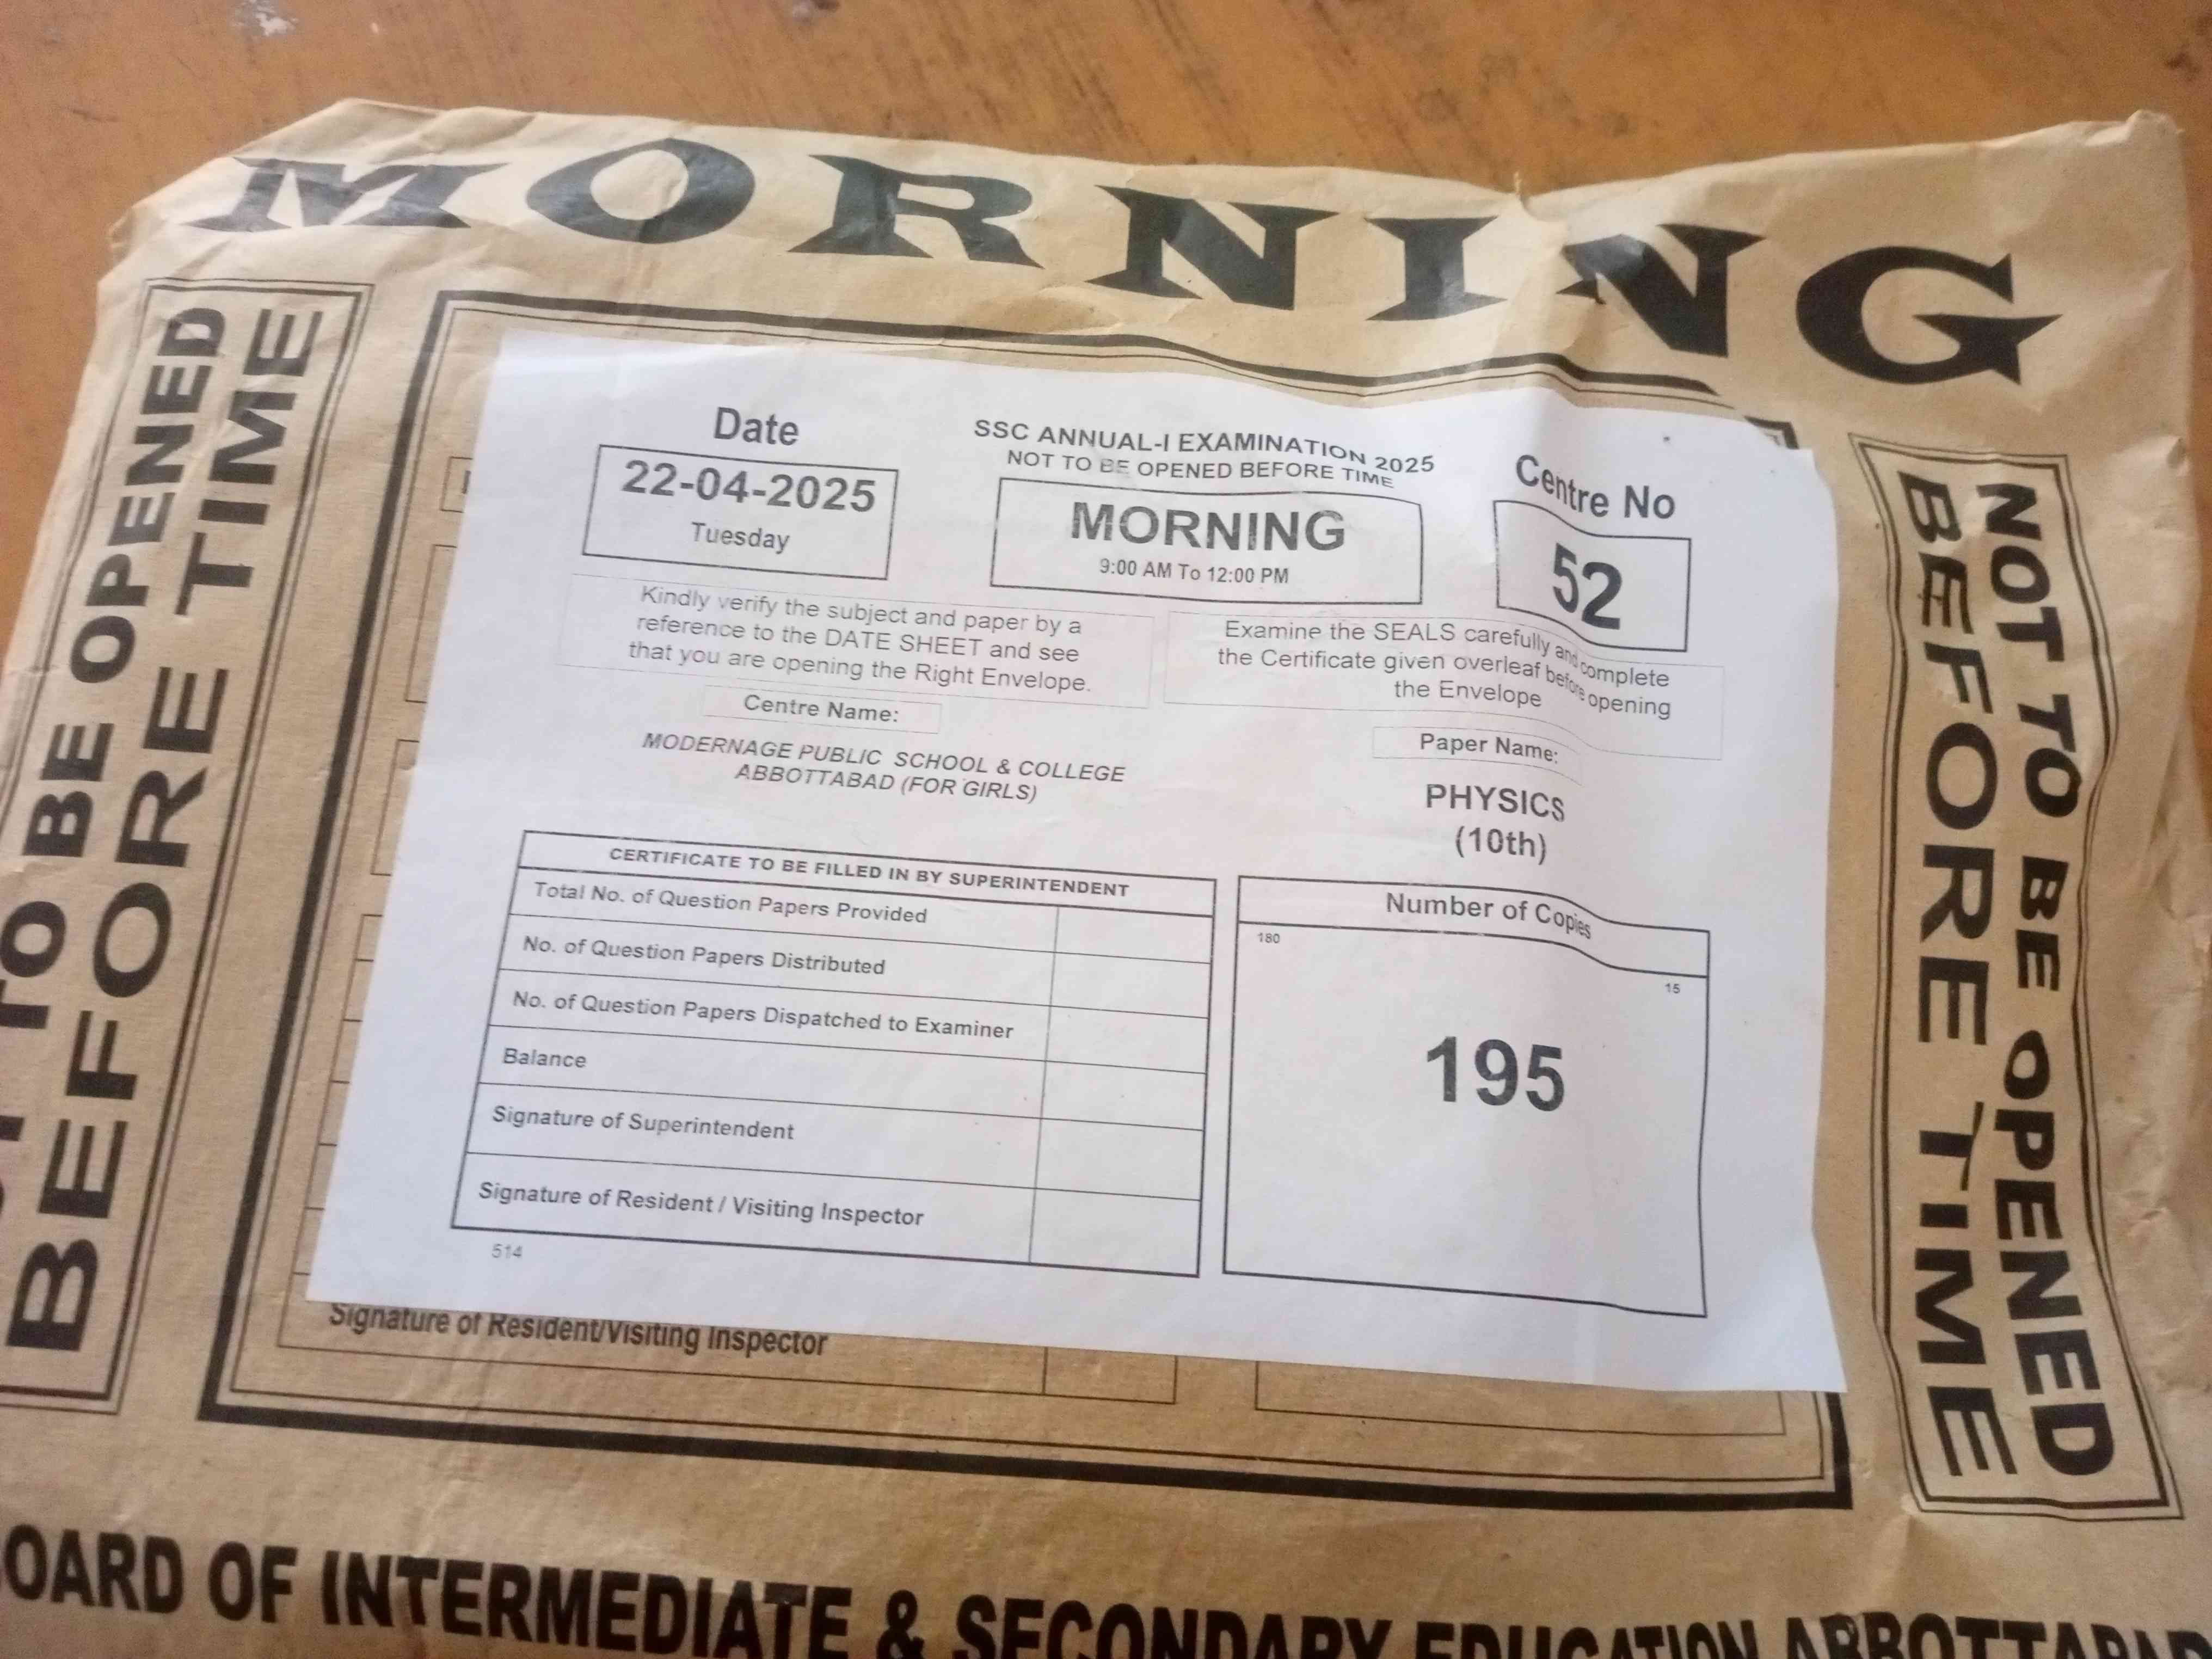 MORNING
NOT TO BE OPENED
BEFORE TIME
TO BE OPENED
BEFORE TIME
Date
22-04-2025
Tuesday
SSC ANNUAL-I EXAMINATION 2025
NOT TO BE OPENED BEFORE TIME
MORNING
9:00 AM To 12:00 PM
Centre No
52
Kindly verify the subject and paper by a
reference to the DATE SHEET and see
that you are opening the Right Envelope.
Examine the SEALS carefully and complete
the Certificate given overleaf before opening
the Envelope
Centre Name:
MODERNAGE PUBLIC SCHOOL & COLLEGE
ABBOTTABAD (FOR GIRLS)
Paper Name:
PHYSICS
(10th)
CERTIFICATE TO BE FILLED IN BY SUPERINTENDENT
Total No. of Question Papers Provided
No. of Question Papers Distributed
No. of Question Papers Dispatched to Examiner
Balance
Signature of Superintendent
Signature of Resident / Visiting Inspector
514
Number of Copies
180
15
195
Signature of Resident/Visiting Inspector
OARD OF INTERMEDIATE & SECONDARY EDUCATION ABBOTTABAD